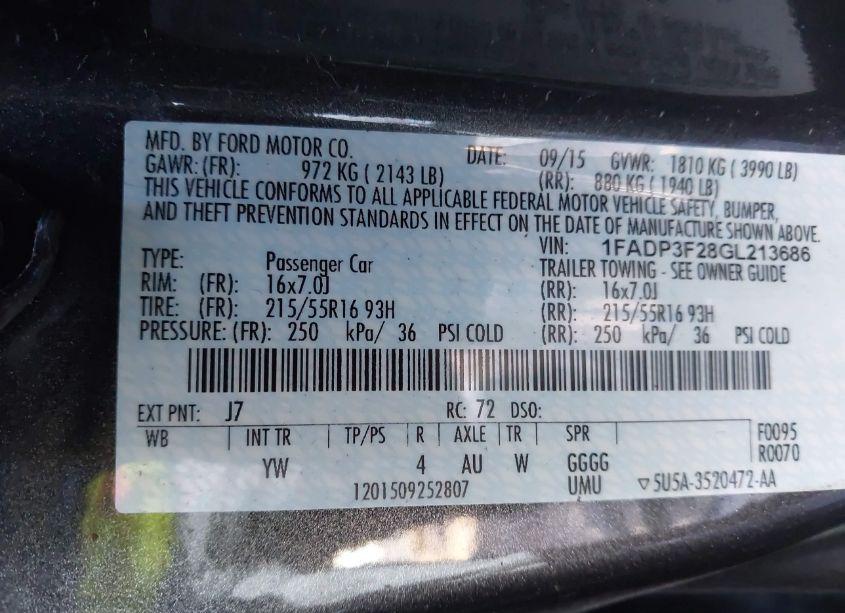 MFD. BY FORD MOTOR CO. DATE: 09/15 GVWR: 1810 KG ( 3990 LB)
GAWR: (FR): 972 KG ( 2143 LB) (RR): 880 KG ( 1940 LB)
THIS VEHICLE CONFORMS TO ALL APPLICABLE FEDERAL MOTOR VEHICLE SAFETY, BUMPER,
AND THEFT PREVENTION STANDARDS IN EFFECT ON THE DATE OF MANUFACTURE SHOWN ABOVE.
VIN: 1FADP3F28GL213686
TYPE: Passenger Car TRAILER TOWING - SEE OWNER GUIDE
RIM: (FR): 16x7.0J (RR): 16x7.0J
TIRE: (FR): 215/55R16 93H (RR): 215/55R16 93H
PRESSURE: (FR): 250 kPa/ 36 PSI COLD (RR): 250 kPa/ 36 PSI COLD
EXT PNT: J7 RC: 72 DSO:
WB INT TR TP/PS R AXLE TR SPR F0095
YW 4 AU W GGGG R0070
1201509252807 UMU ▽5U5A-3520472-AA